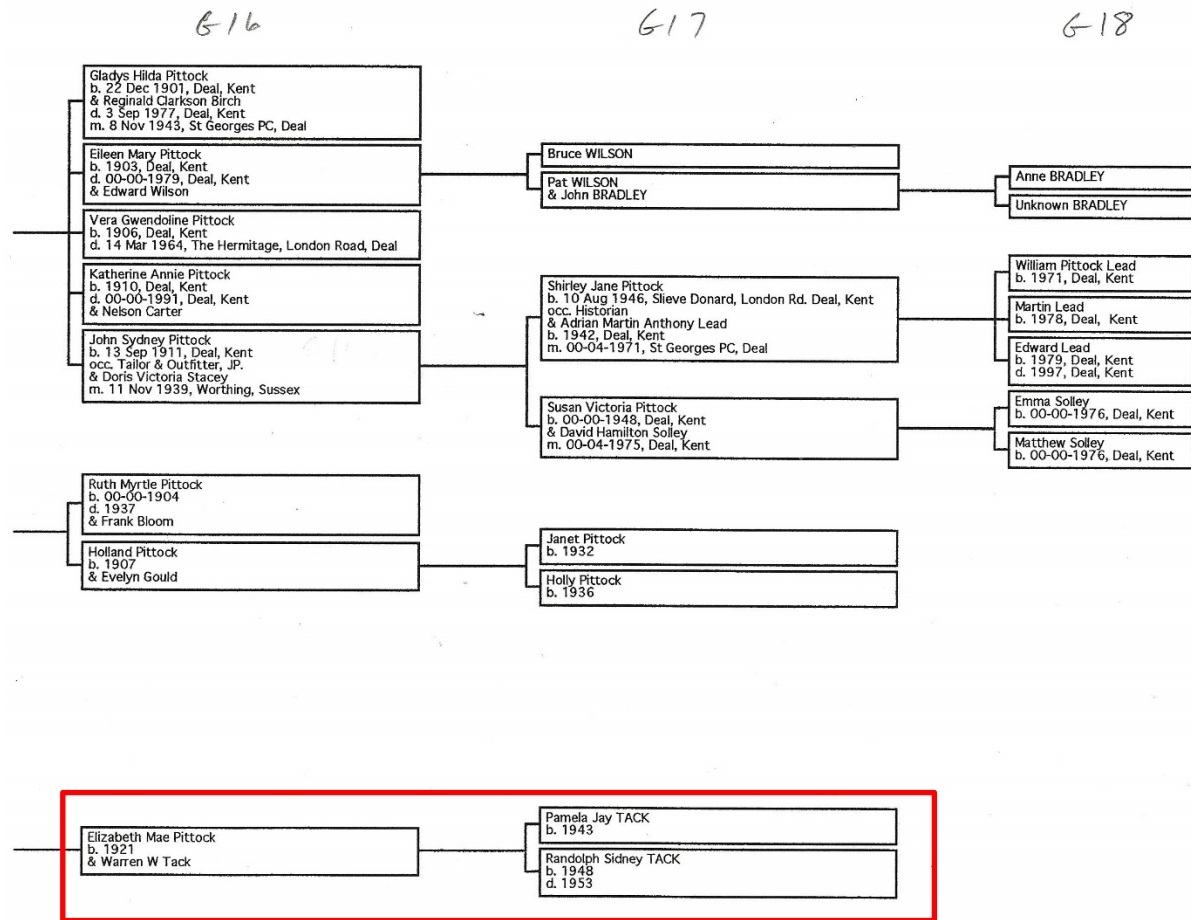 G-16
G17
G-18
Gladys Hilda Pittock
b. 22 Dec 1901, Deal, Kent
& Reginald Clarkson Birch
d. 3 Sep 1977, Deal, Kent
m. 8 Nov 1943, St Georges PC, Deal
Eileen Mary Pittock
b. 1903, Deal, Kent
d. 00-00-1979, Deal, Kent
& Edward Wilson
Vera Gwendoline Pittock
b. 1906, Deal, Kent
d. 14 Mar 1964, The Hermitage, London Road, Deal
Katherine Annie Pittock
b. 1910, Deal, Kent
d. 00-00-1991, Deal, Kent
& Nelson Carter
John Sydney Pittock
b. 13 Sep 1911, Deal, Kent
occ. Tailor & Outfitter, JP.
& Doris Victoria Stacey
m. 11 Nov 1939, Worthing, Sussex
Ruth Myrtle Pittock
b. 00-00-1904
d. 1937
& Frank Bloom
Holland Pittock
b. 1907
& Evelyn Gould
Elizabeth Mae Pittock
b. 1921
& Warren W Tack
Bruce WILSON
Pat WILSON
& John BRADLEY
Shirley Jane Pittock
b. 10 Aug 1946, Slieve Donard, London Rd. Deal, Kent
occ. Historian
& Adrian Martin Anthony Lead
b. 1942, Deal, Kent
m. 00-04-1971, St Georges PC, Deal
Susan Victoria Pittock
b. 00-00-1948, Deal, Kent
& David Hamilton Solley
m. 00-04-1975, Deal, Kent
Janet Pittock
b. 1932
Holly Pittock
b. 1936
Pamela Jay TACK
b. 1943
Randolph Sidney TACK
b. 1948
d. 1953
Anne BRADLEY
Unknown BRADLEY
William Pittock Lead
b. 1971, Deal, Kent
Martin Lead
b. 1978, Deal, Kent
Edward Lead
b. 1979, Deal, Kent
d. 1997, Deal, Kent
Emma Solley
b. 00-00-1976, Deal, Kent
Matthew Solley
b. 00-00-1976, Deal, Kent